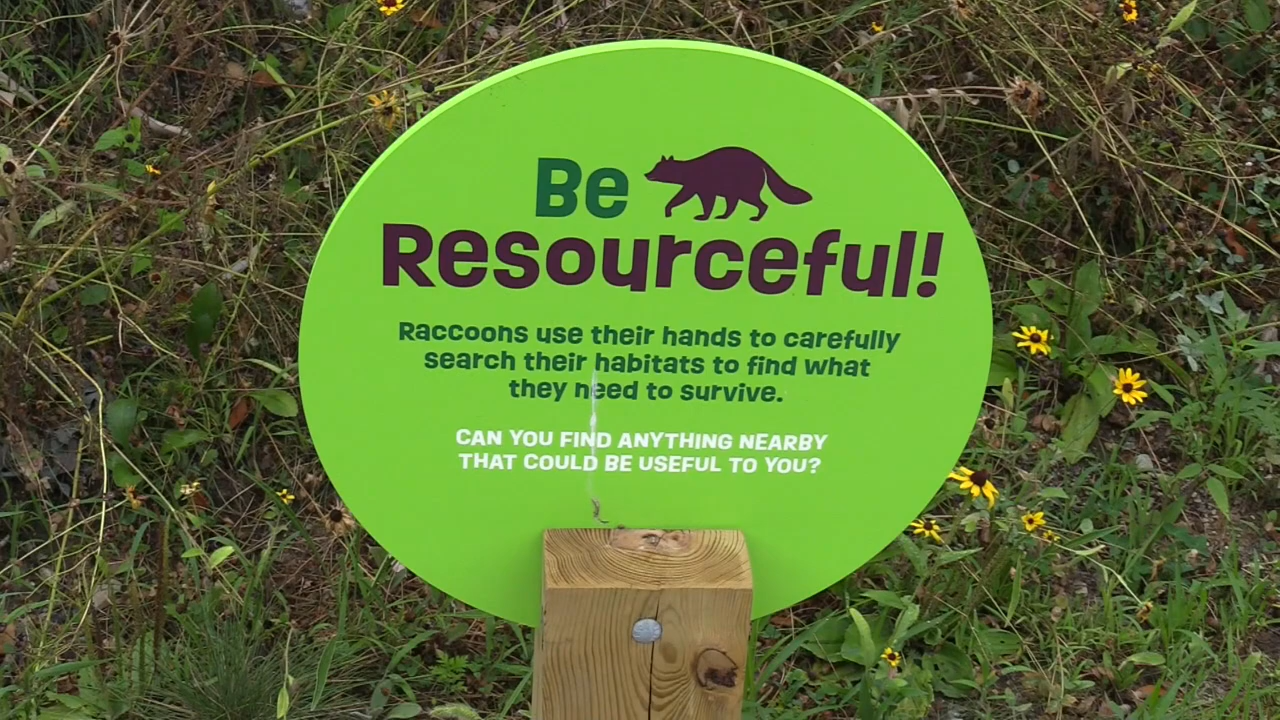 Be
Resourceful!
Raccoons use their hands to carefully
search their habitats to find what
they need to survive.
CAN YOU FIND ANYTHING NEARBY
THAT COULD BE USEFUL TO YOU?